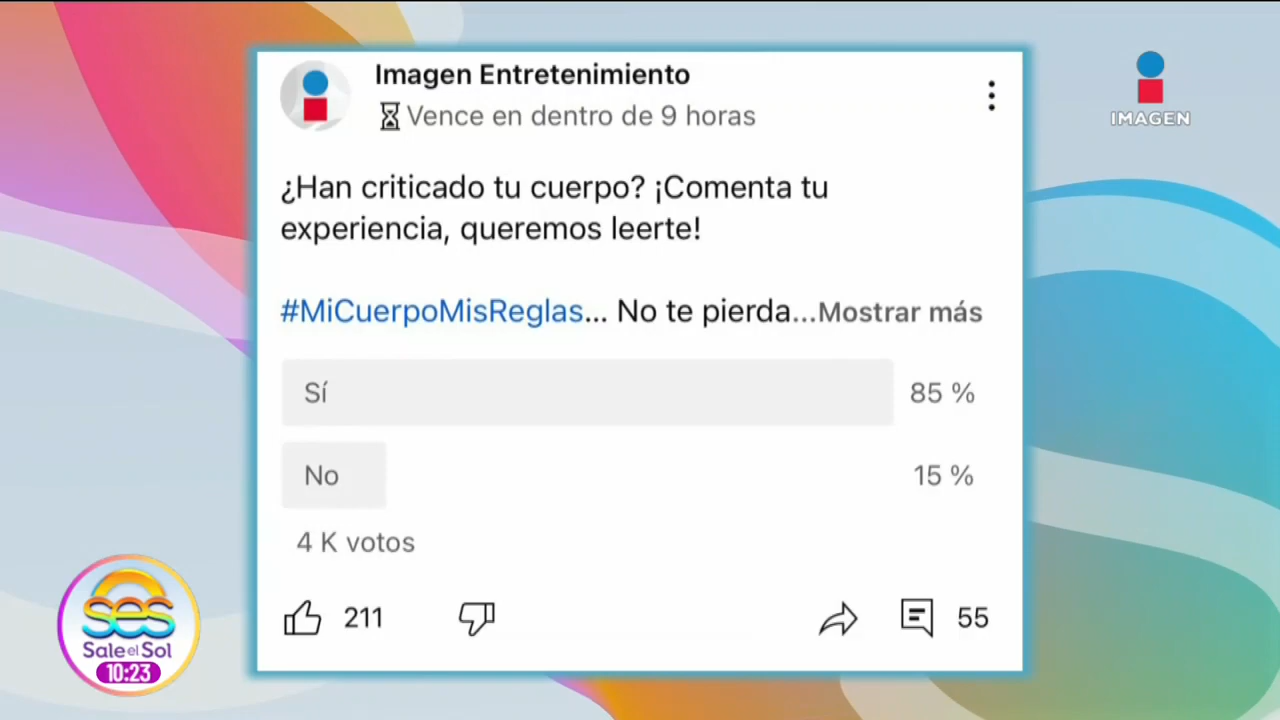 Imagen Entretenimiento
Vence en dentro de 9 horas
IMAGEN
¿Han criticado tu cuerpo? ¡Comenta tu
experiencia, queremos leerte!
#MiCuerpoMisReglas... No te pierda...Mostrar más
Sí 85 %
No 15 %
4 K votos
211
55
ses
Sale el Sol
10:23